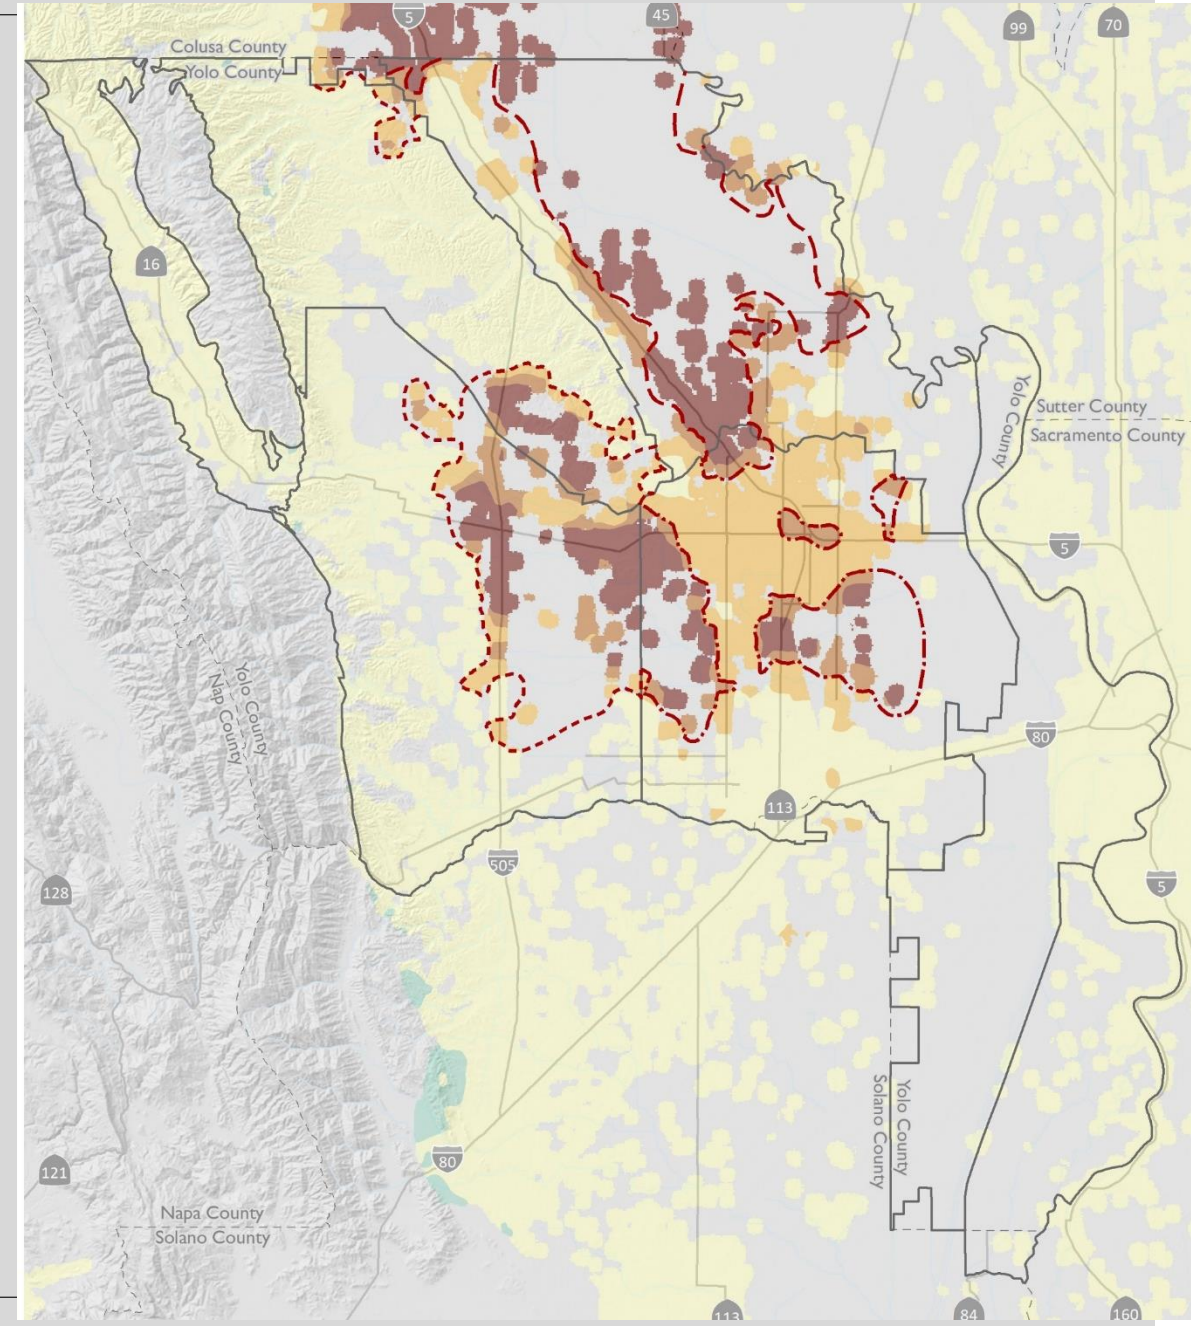 5
45
99
70
Colusa County
Yolo County
16
Yolo County
Sutter County
Sacramento County
5
Yolo County
Nap County
80
113
505
128
5
Yolo County
Solano County
80
121
Napa County
Solano County
113
84
160